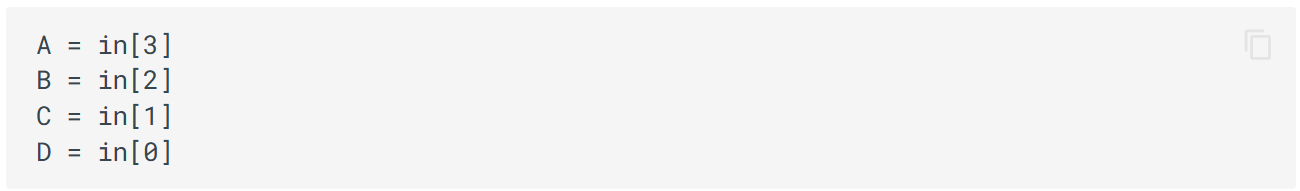 A = in[3]
B = in[2]
C = in[1]
D = in[0]